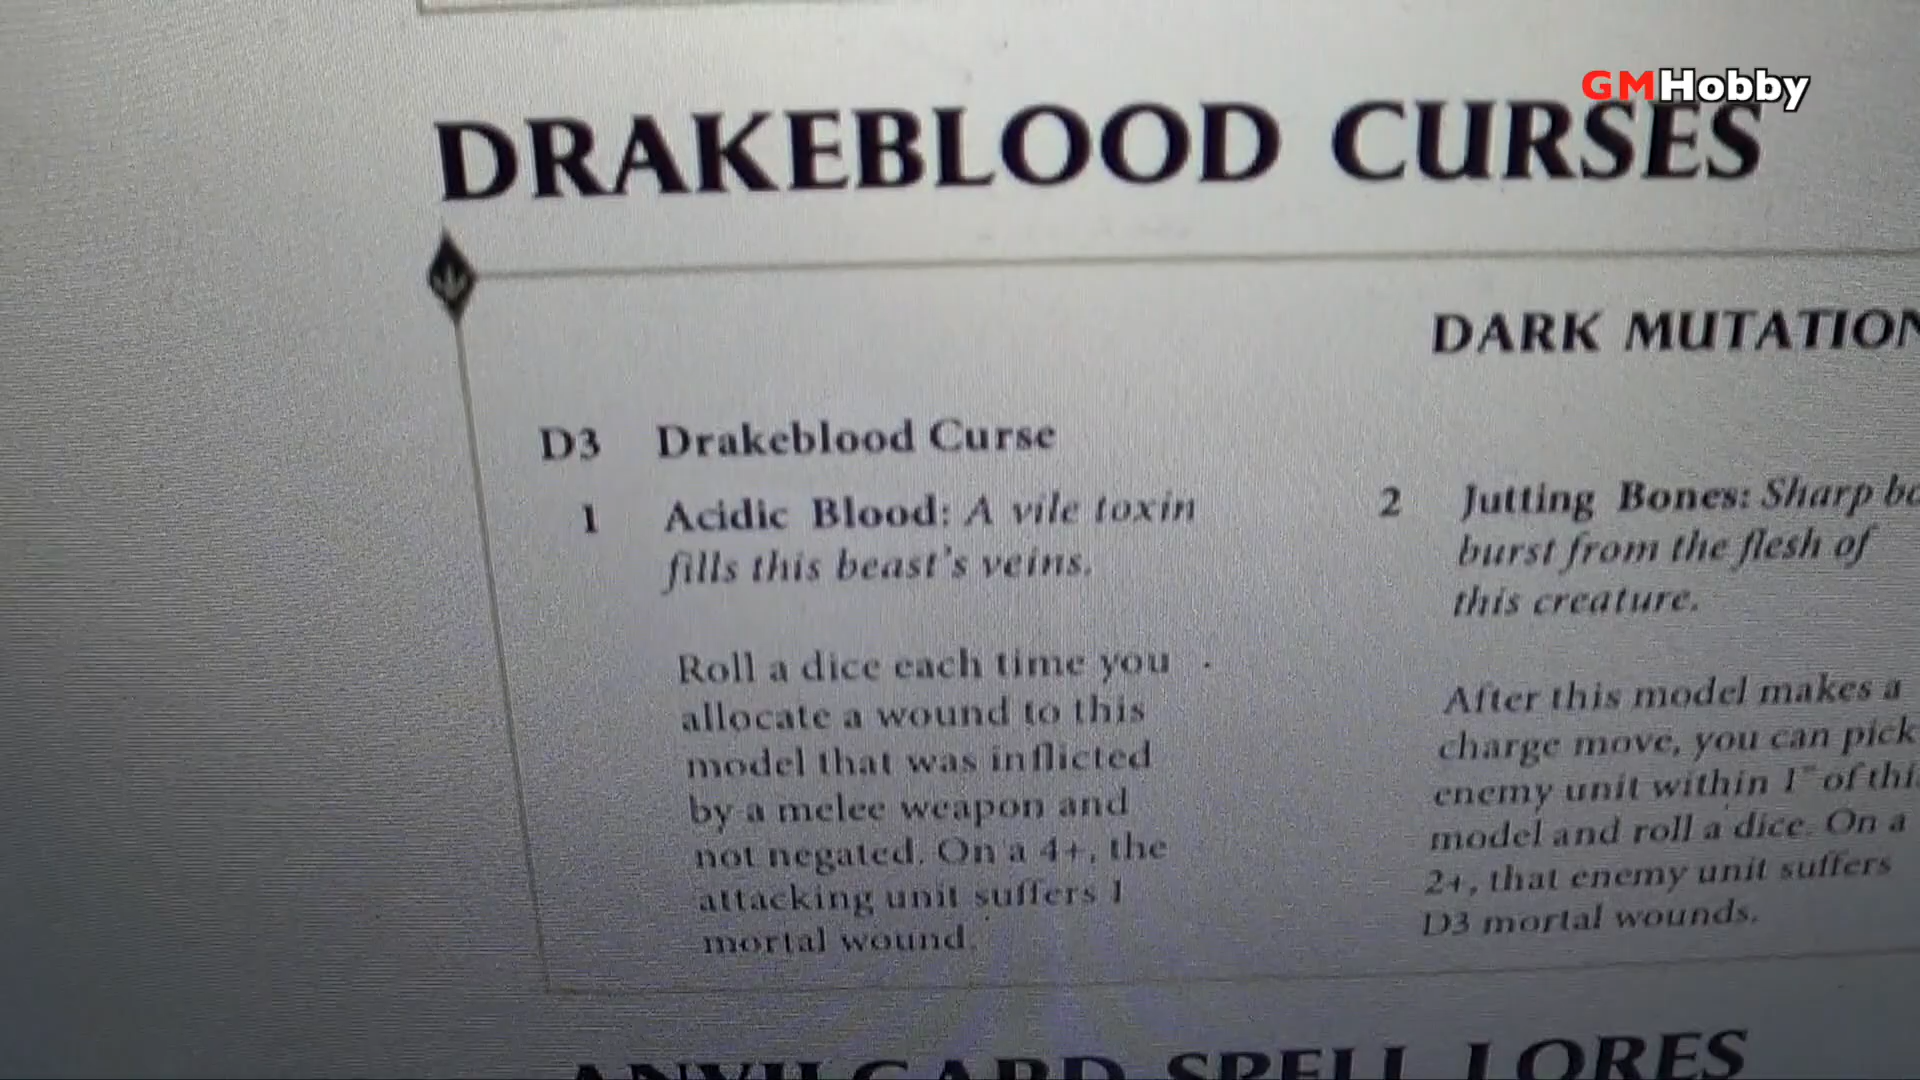 GMHobby
DRAKEBLOOD CURSES
DARK MUTATION
D3 Drakeblood Curse
1 Acidic Blood: A vile toxin
fills this beast's veins.
Roll a dice each time you
allocate a wound to this
model that was inflicted
by a melee weapon and
not negated. On a 4+, the
attacking unit suffers 1
mortal wound.
2 Jutting Bones: Sharp
burst from the flesh of
this creature.
After this model makes a
charge move, you can pick
enemy unit within 1" of this
model and roll a dice. On a
2+, that enemy unit suffers
D3 mortal wounds.
ANVILGARD SPELL LORES